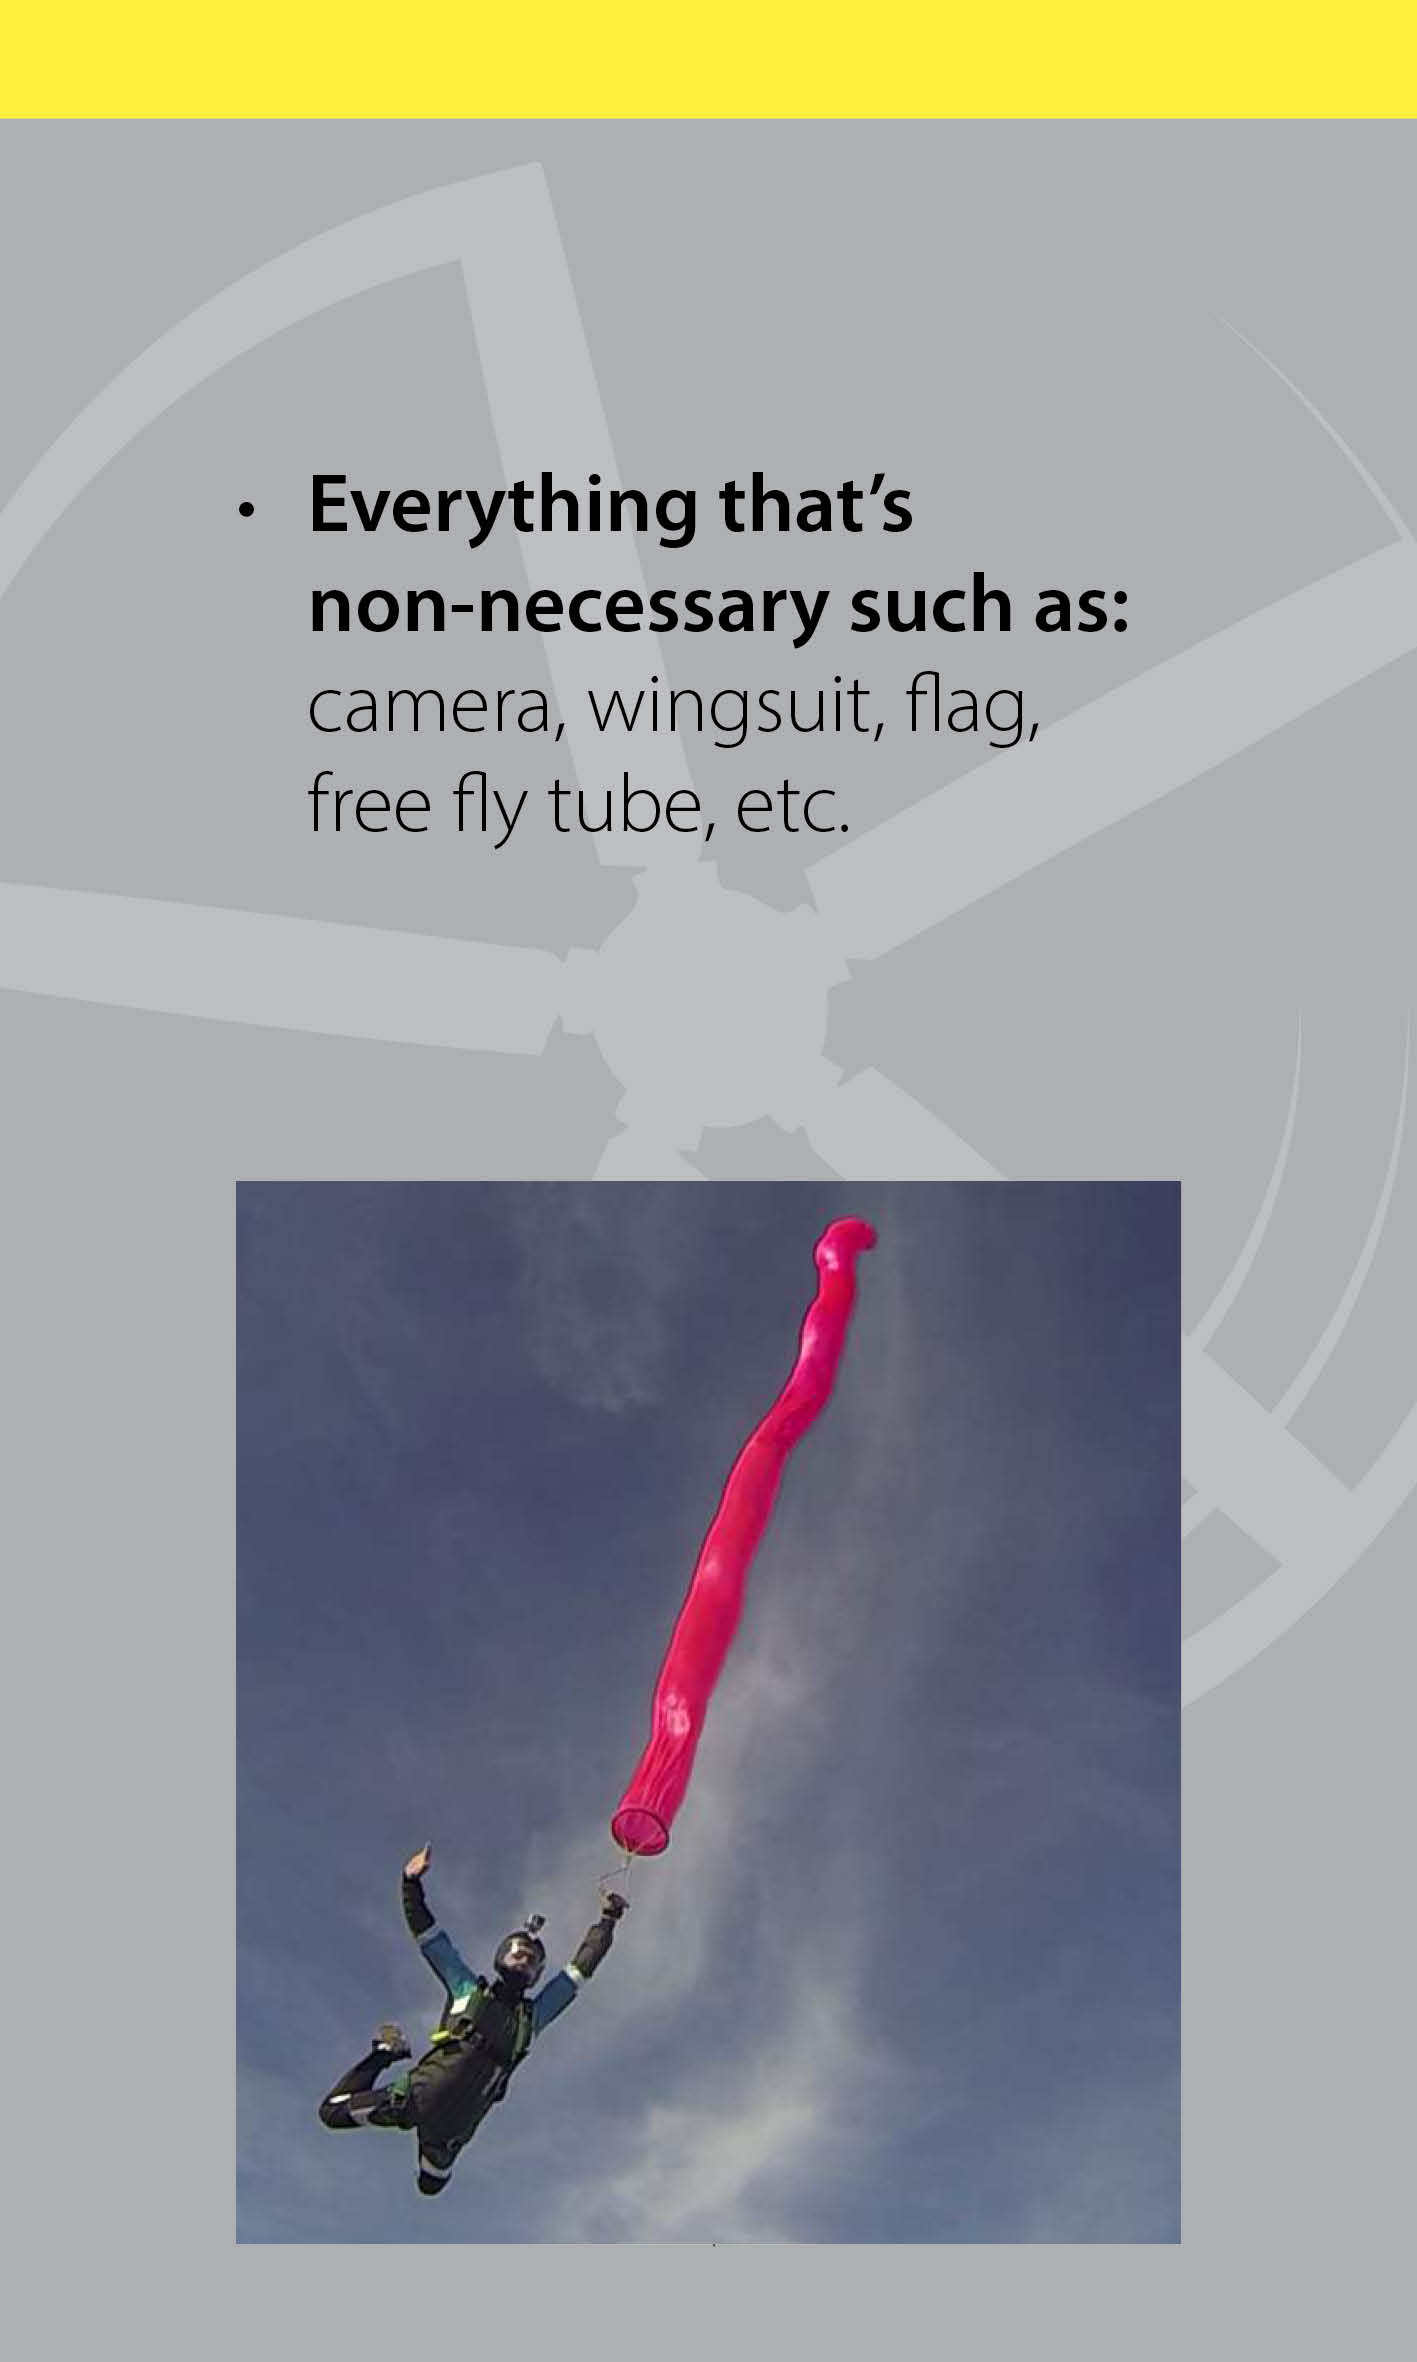 • Everything that’s
non-necessary such as:
camera, wingsuit, flag,
free fly tube, etc.